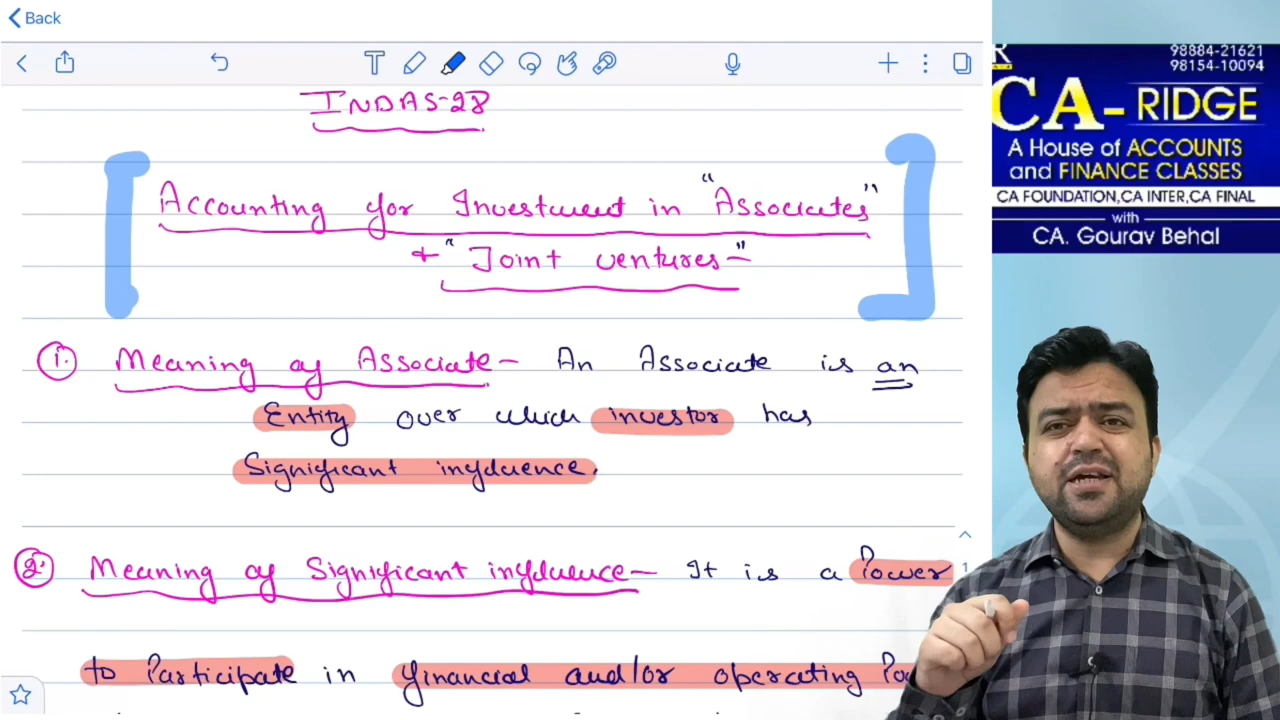 Back
INDAS-28
Accounting for Investment in "Associates"
+ "Joint ventures-"
1. Meaning of Associate- An Associate is an
Entity over which investor has
Significant influence.
2. Meaning of Significant influence- It is a Power
to Participate in financial and/or operating
1
R
98884-21621
98154-10094
CA- RIDGE
A House of ACCOUNTS
and FINANCE CLASSES
CA FOUNDATION,CA INTER,CA FINAL
with
CA. Gourav Behal